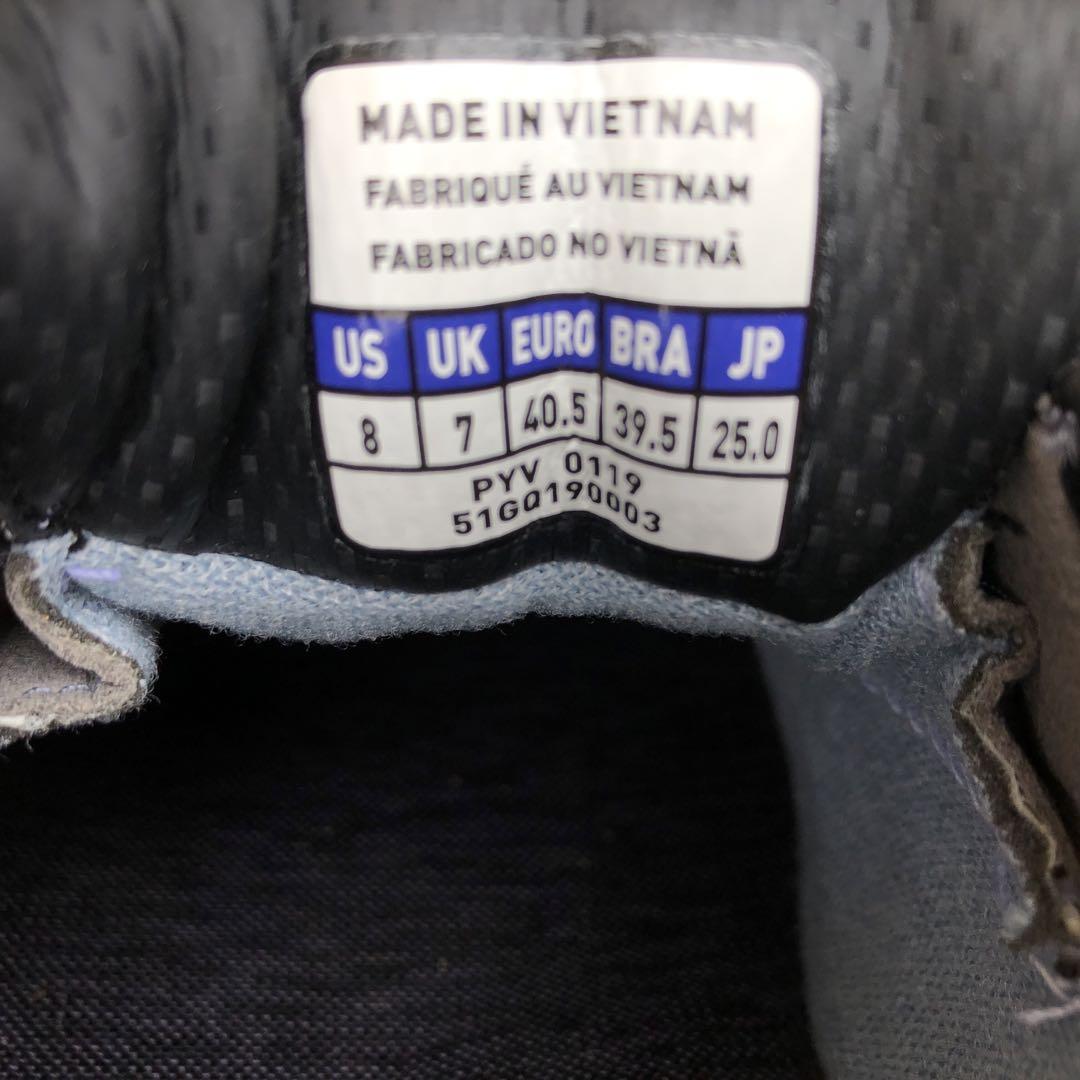 MADE IN VIETNAM
FABRIQUÉ AU VIETNAM
FABRICADO NO VIETNÃ
US UK EURO BRA JP
8 7 40.5 39.5 25.0
PYV 0119
51GQ190003